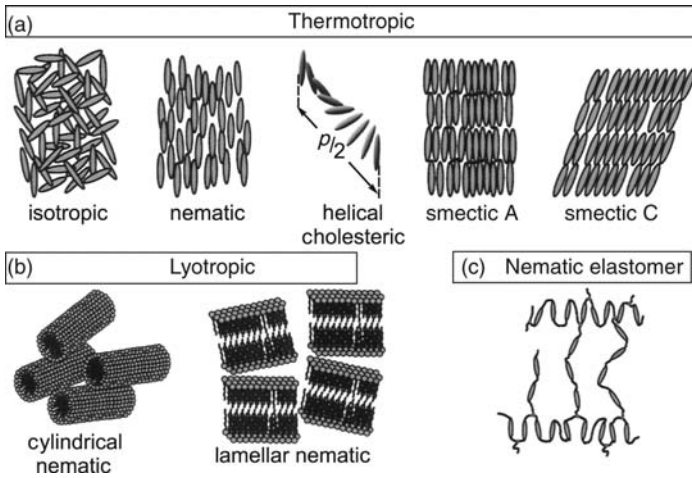 (a) Thermotropic
p/2
isotropic
nematic
helical
cholesteric
smectic A
smectic C
(b) Lyotropic
(c) Nematic elastomer
cylindrical
nematic
lamellar nematic